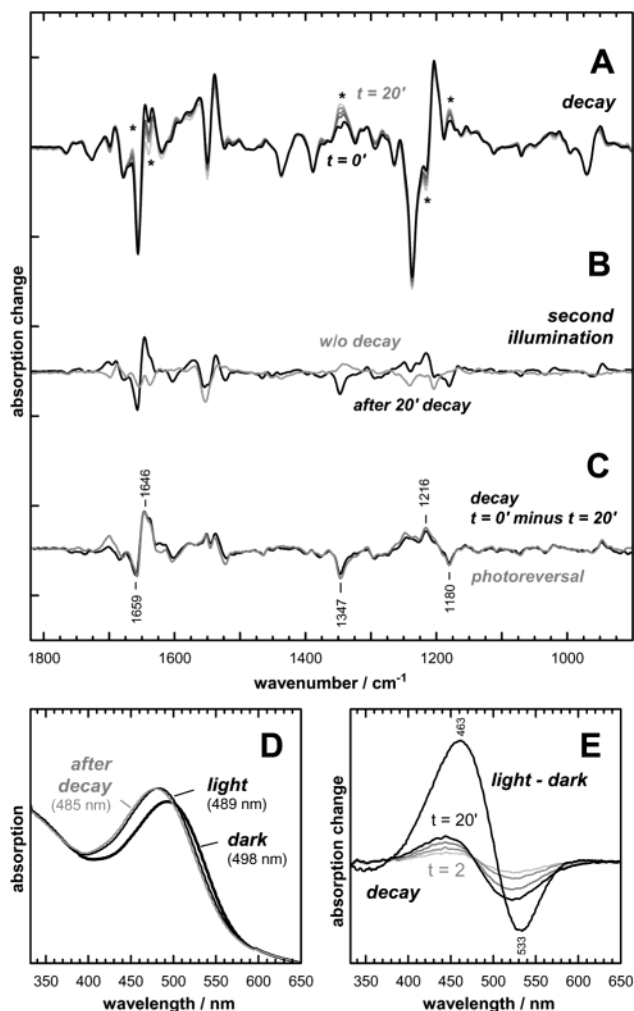 A
*
*
*
*
*
t = 20'
t = 0'
decay
B
second
illumination
w/o decay
after 20' decay
C
1646
1659
1347
1216
1180
decay
t = 0' minus t = 20'
photoreversal
absorption change
1800 1600 1400 1200 1000
wavenumber / cm⁻¹
D
after
decay
(485 nm)
light
(489 nm)
dark
(498 nm)
absorption
350 400 450 500 550 600 650
wavelength / nm
E
463
light - dark
t = 20'
t = 2
decay
533
absorption change
350 400 450 500 550 600 650
wavelength / nm